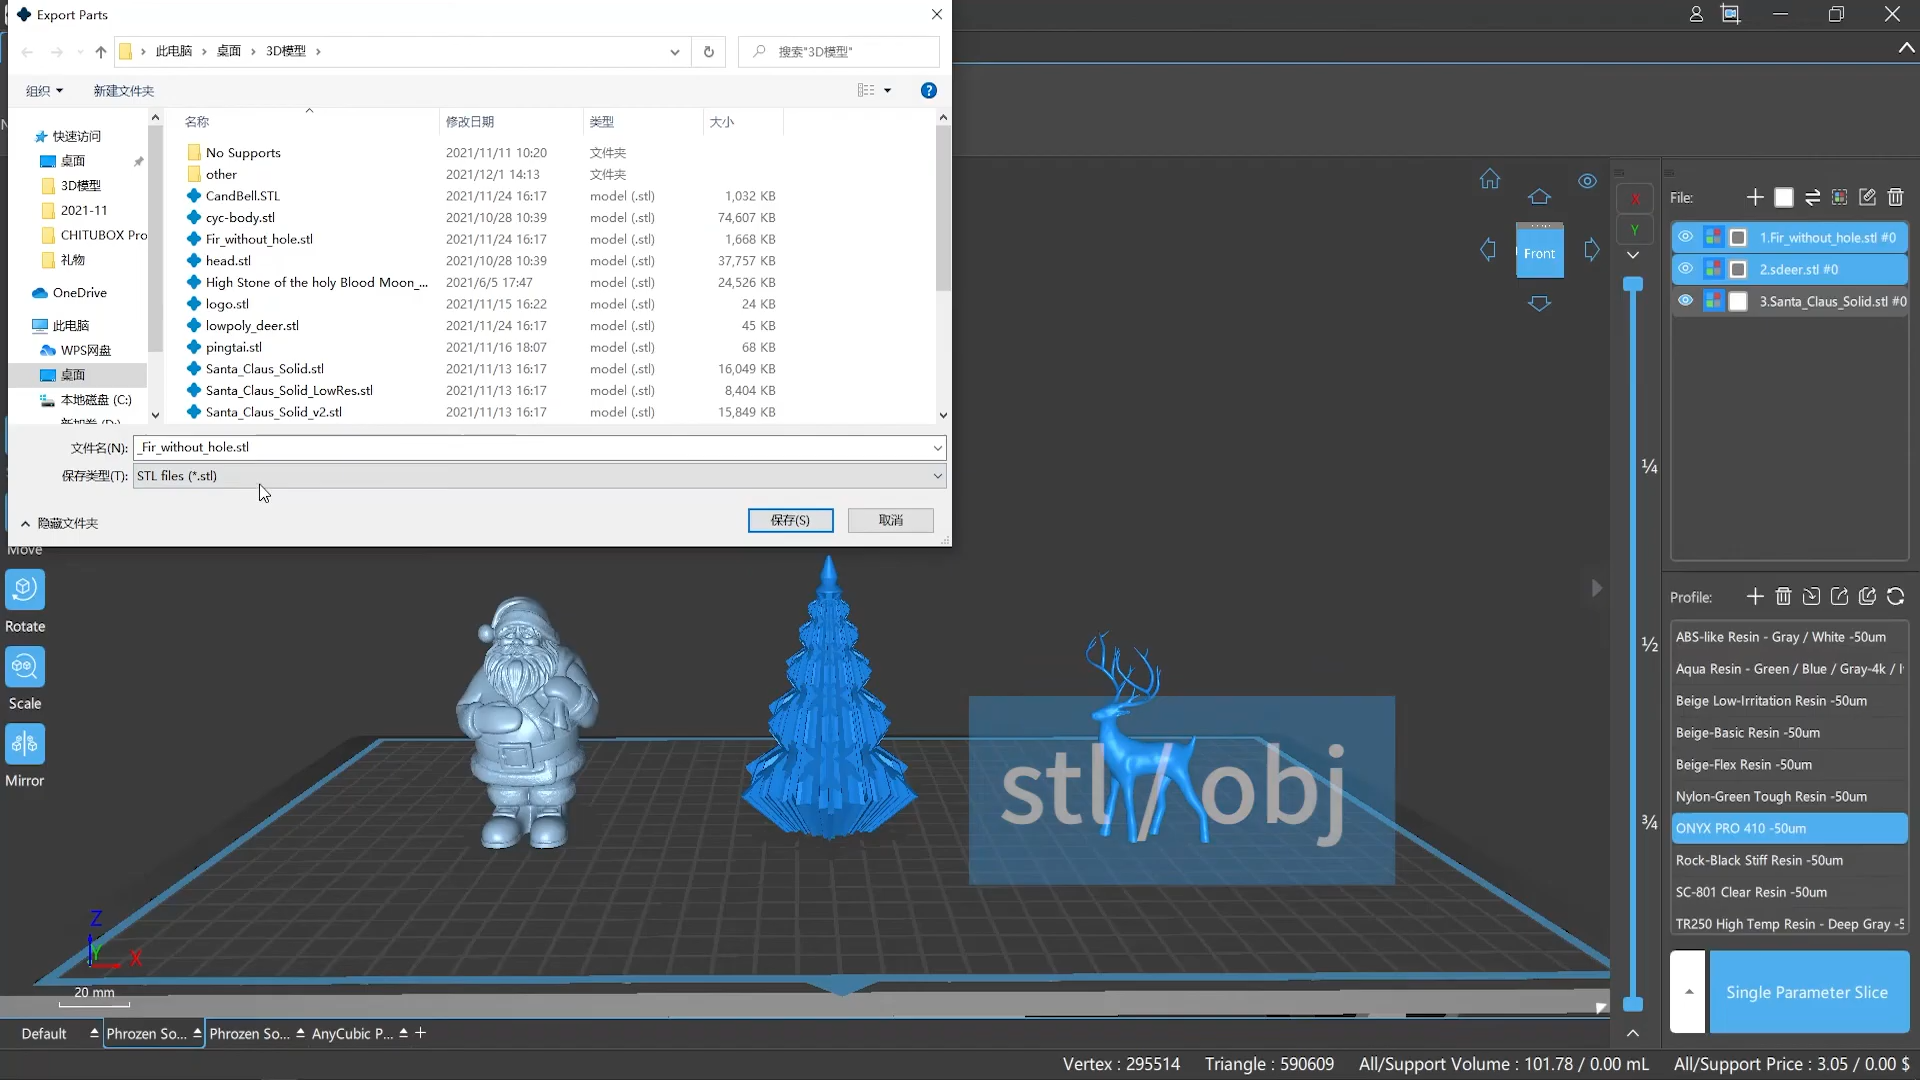 Export Parts
此电脑
桌面
3D模型
搜索"3D模型"
组织
新建文件夹
名称
修改日期
类型
大小
快速访问
桌面
3D模型
2021-11
CHITUBOX Pro
礼物
OneDrive
此电脑
WPS网盘
桌面
本地磁盘 (C:)
No Supports 2021/11/11 10:20 文件夹
other 2021/12/1 14:13 文件夹
CandBell.STL 2021/11/24 16:17 model (.stl) 1,032 KB
cyc-body.stl 2021/10/28 10:39 model (.stl) 74,607 KB
Fir_without_hole.stl 2021/11/24 16:17 model (.stl) 1,668 KB
head.stl 2021/10/28 10:39 model (.stl) 37,757 KB
High Stone of the holy Blood Moon_... 2021/6/5 17:47 model (.stl) 24,526 KB
logo.stl 2021/11/15 16:22 model (.stl) 24 KB
lowpoly_deer.stl 2021/11/24 16:17 model (.stl) 45 KB
pingtai.stl 2021/11/16 18:07 model (.stl) 68 KB
Santa_Claus_Solid.stl 2021/11/13 16:17 model (.stl) 16,049 KB
Santa_Claus_Solid_LowRes.stl 2021/11/13 16:17 model (.stl) 8,404 KB
Santa_Claus_Solid_v2.stl 2021/11/13 16:17 model (.stl) 15,849 KB
文件名(N): _Fir_without_hole.stl
保存类型(T): STL files (*.stl)
隐藏文件夹
保存(S)
取消
Move
Rotate
Scale
Mirror
Front
stl / obj
Z
Y
X
20 mm
X
Y
1/4
1/2
3/4
File:
1.Fir_without_hole.stl #0
2.sdeer.stl #0
3.Santa_Claus_Solid.stl #0
Profile:
ABS-like Resin - Gray / White -50um
Aqua Resin - Green / Blue / Gray-4k /
Beige Low-Irritation Resin -50um
Beige-Basic Resin -50um
Beige-Flex Resin -50um
Nylon-Green Tough Resin -50um
ONYX PRO 410 -50um
Rock-Black Stiff Resin -50um
SC-801 Clear Resin -50um
TR250 High Temp Resin - Deep Gray -5
Single Parameter Slice
Default
Phrozen So...
Phrozen So...
AnyCubic P...
Vertex : 295514
Triangle : 590609
All/Support Volume : 101.78 / 0.00 mL
All/Support Price : 3.05 / 0.00 $